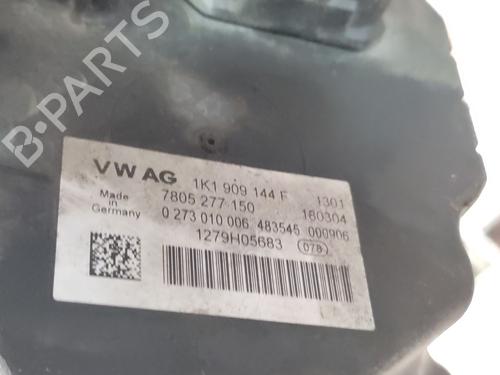 B-PARTS
VW AG 1K1 909 144 F 1301
Made in Germany 7805 277 150 180304
0 273 010 006 483545 000906
1279H05683 078